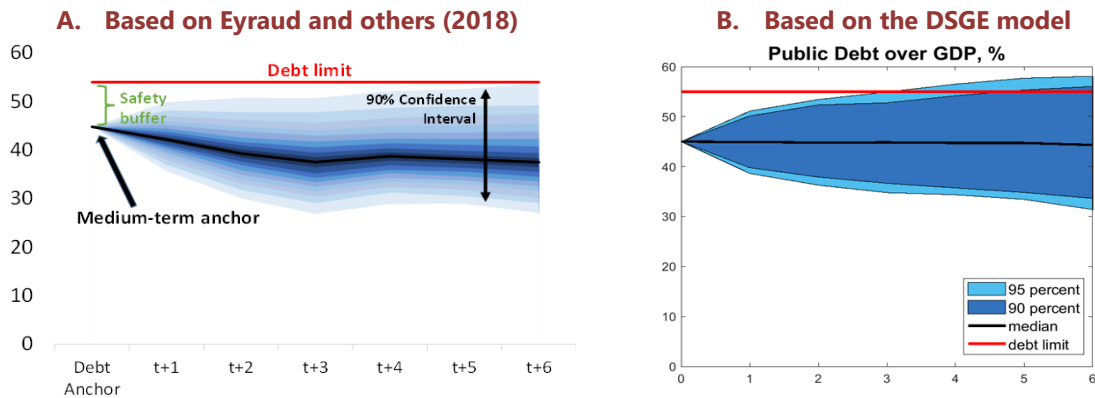 A. Based on Eyraud and others (2018)
60
50
40
30
20
10
0
Debt limit
Safety
buffer
90% Confidence
Interval
Medium-term anchor
Debt
Anchor
t+1
t+2
t+3
t+4
t+5
t+6
B. Based on the DSGE model
Public Debt over GDP, %
60
50
40
30
20
10
0
95 percent
90 percent
median
debt limit
0
1
2
3
4
5
6